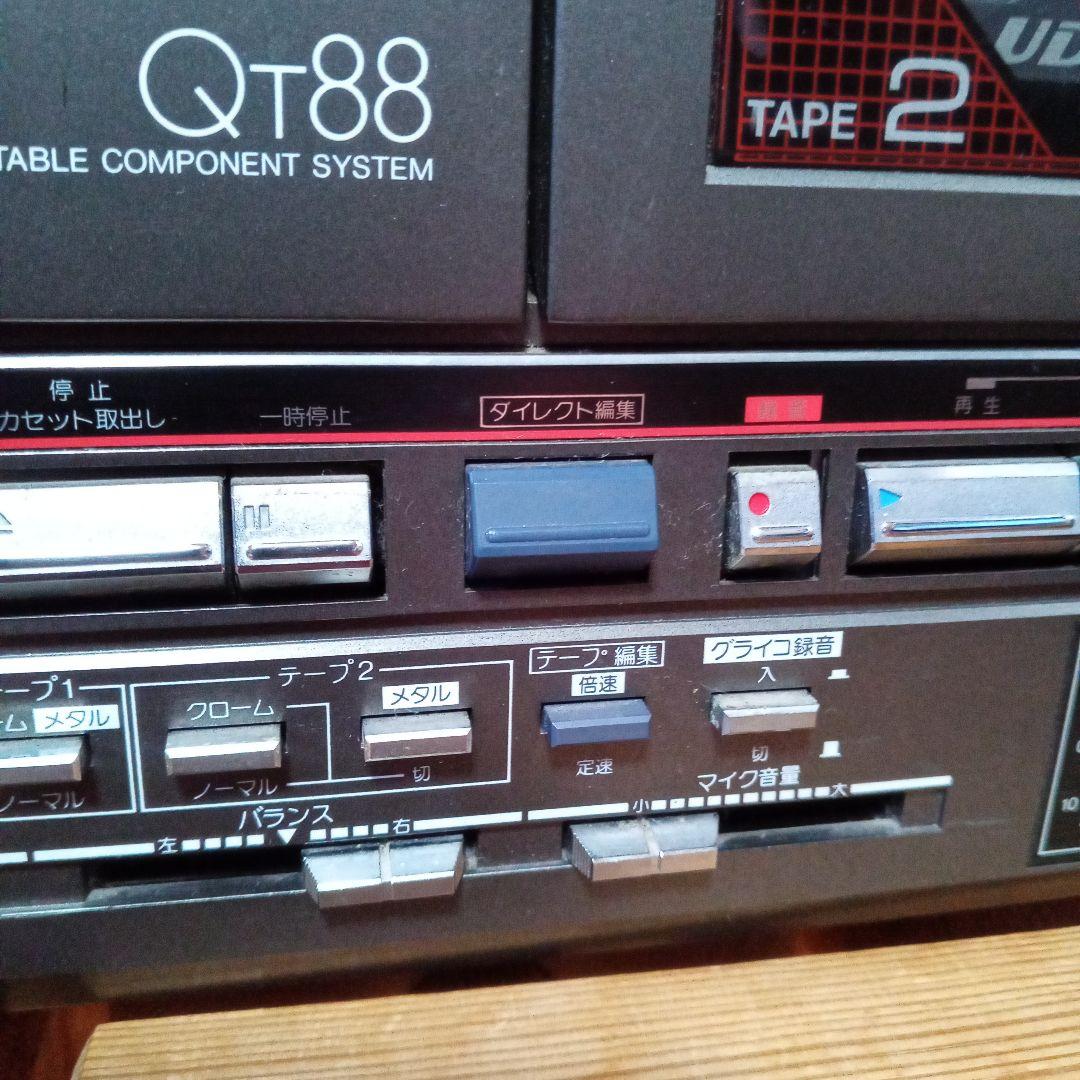 QT88
TABLE COMPONENT SYSTEM
UD
TAPE 2
停止
カセット取出し
一時停止
ダイレクト編集
録音
再生
テープ1
メタル
ノーマル
テープ2
クローム
メタル
ノーマル
切
テープ編集
倍速
定速
グライコ録音
入
切
バランス
左
右
マイク音量
小
大
10